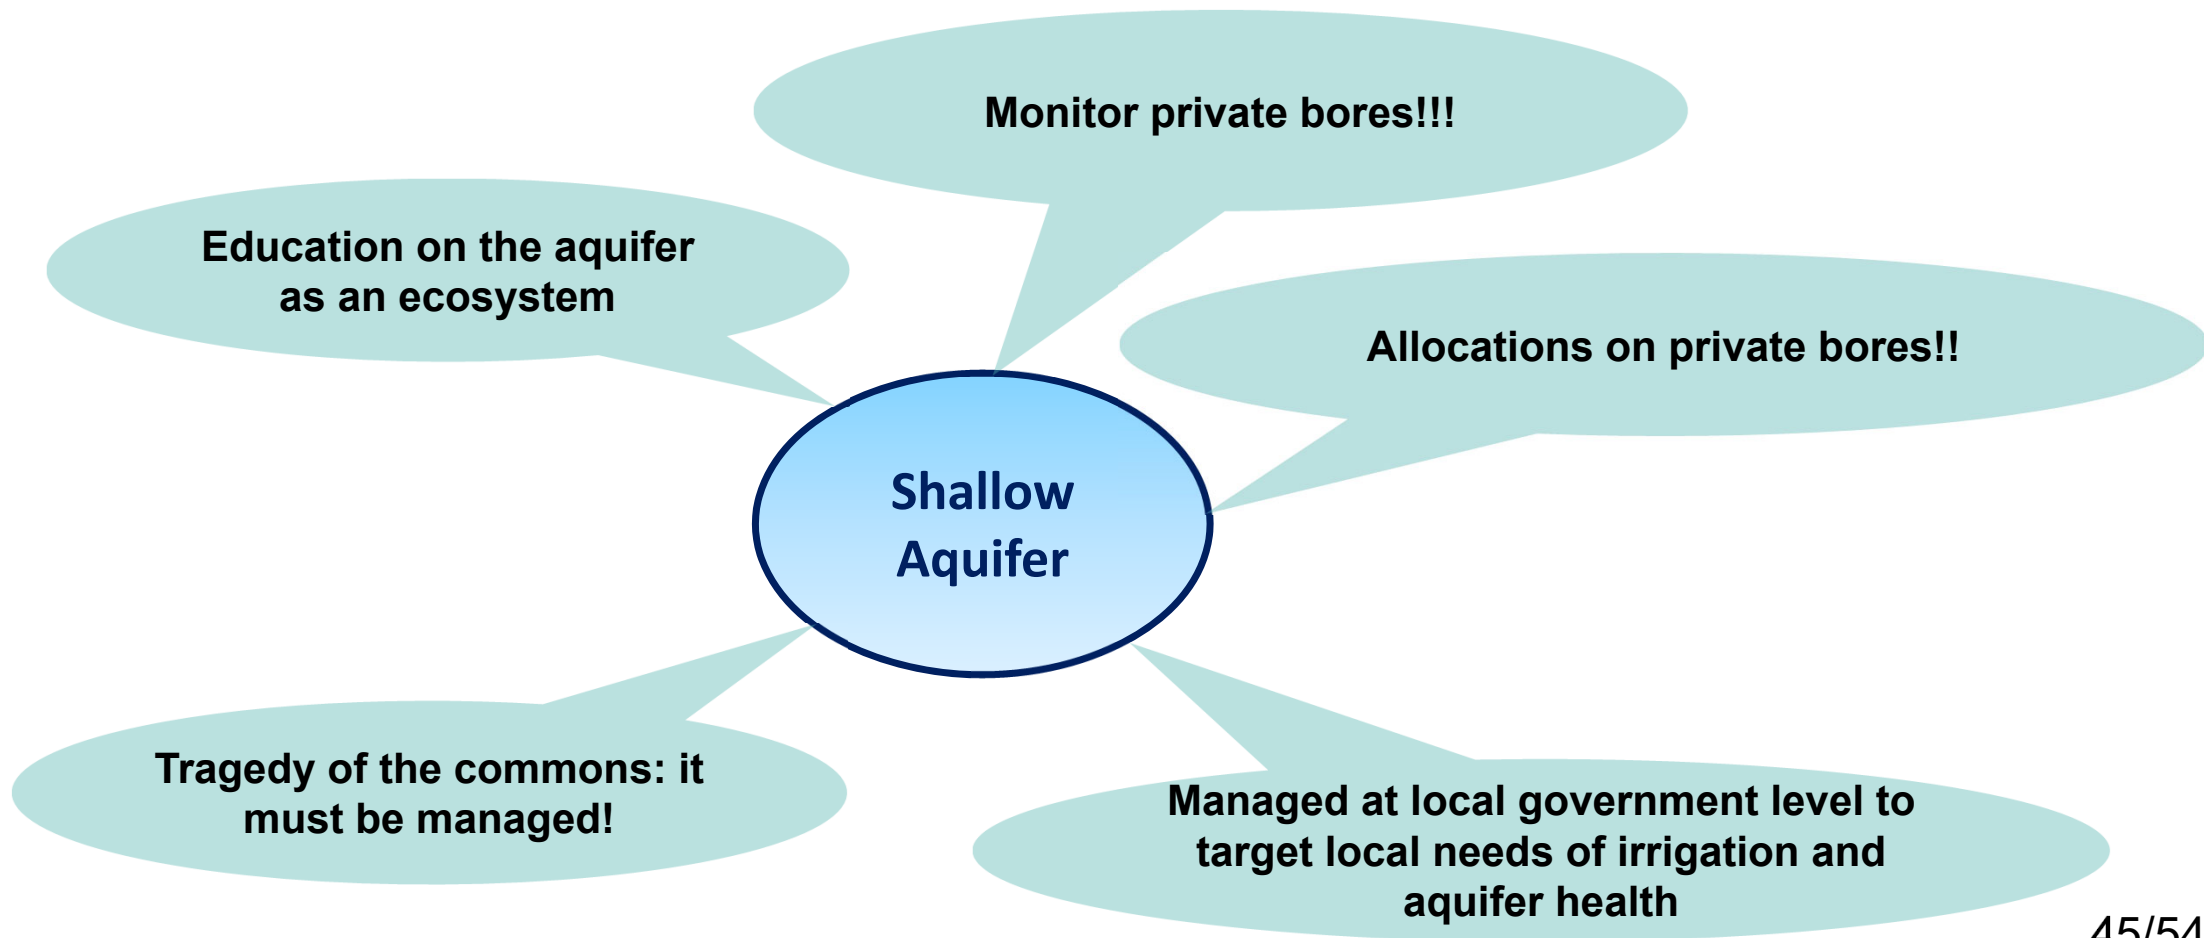 Monitor private bores!!!
Education on the aquifer
as an ecosystem
Allocations on private bores!!
Shallow
Aquifer
Tragedy of the commons: it
must be managed!
Managed at local government level to
target local needs of irrigation and
aquifer health
45/54